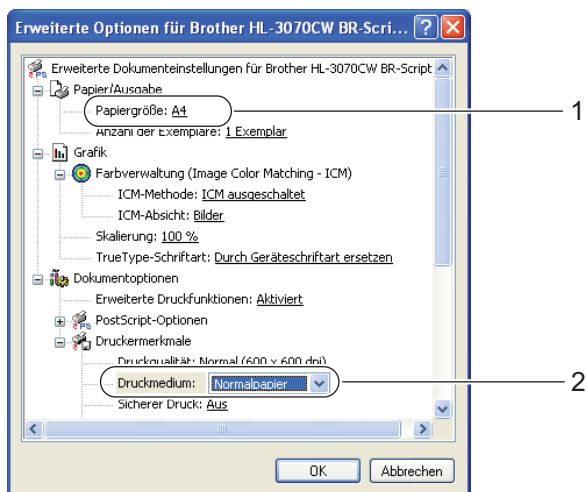 Erweiterte Optionen für Brother HL-3070CW BR-Scri...
Erweiterte Dokumenteinstellungen für Brother HL-3070CW BR-Script
Papier/Ausgabe
Papiergröße: A4
1
Anzahl der Exemplare: 1 Exemplar
Grafik
Farbverwaltung (Image Color Matching - ICM)
ICM-Methode: ICM ausgeschaltet
ICM-Absicht: Bilder
Skalierung: 100 %
TrueType-Schriftart: Durch Geräteschriftart ersetzen
Dokumentoptionen
Erweiterte Druckfunktionen: Aktiviert
PostScript-Optionen
Druckermerkmale
Druckqualität: Normal (600 x 600 dpi)
Druckmedium: Normalpapier
2
Sicherer Druck: Aus
OK Abbrechen